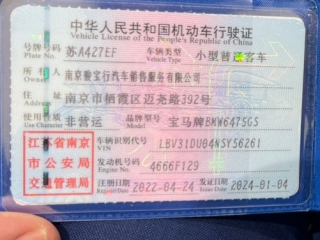 中华人民共和国机动车行驶证
Vehicle License of the People's Republic of China
号牌号码 苏A427EF 车辆类型 小型普通客车
Plate No. Vehicle Type
所有人 南京骏宝行汽车销售服务有限公司
Owner
住址 南京市栖霞区迈尧路392号
Address
使用性质 非营运 品牌型号 宝马牌BMW6475GS
Use Character Model
江苏省南京市公安局交通管理局
车辆识别代号 LBV31DU04NSY56261
VIN
发动机号码 4666F129
Engine No.
注册日期 2022-04-24 发证日期 2024-01-04
Register Date Issue Date